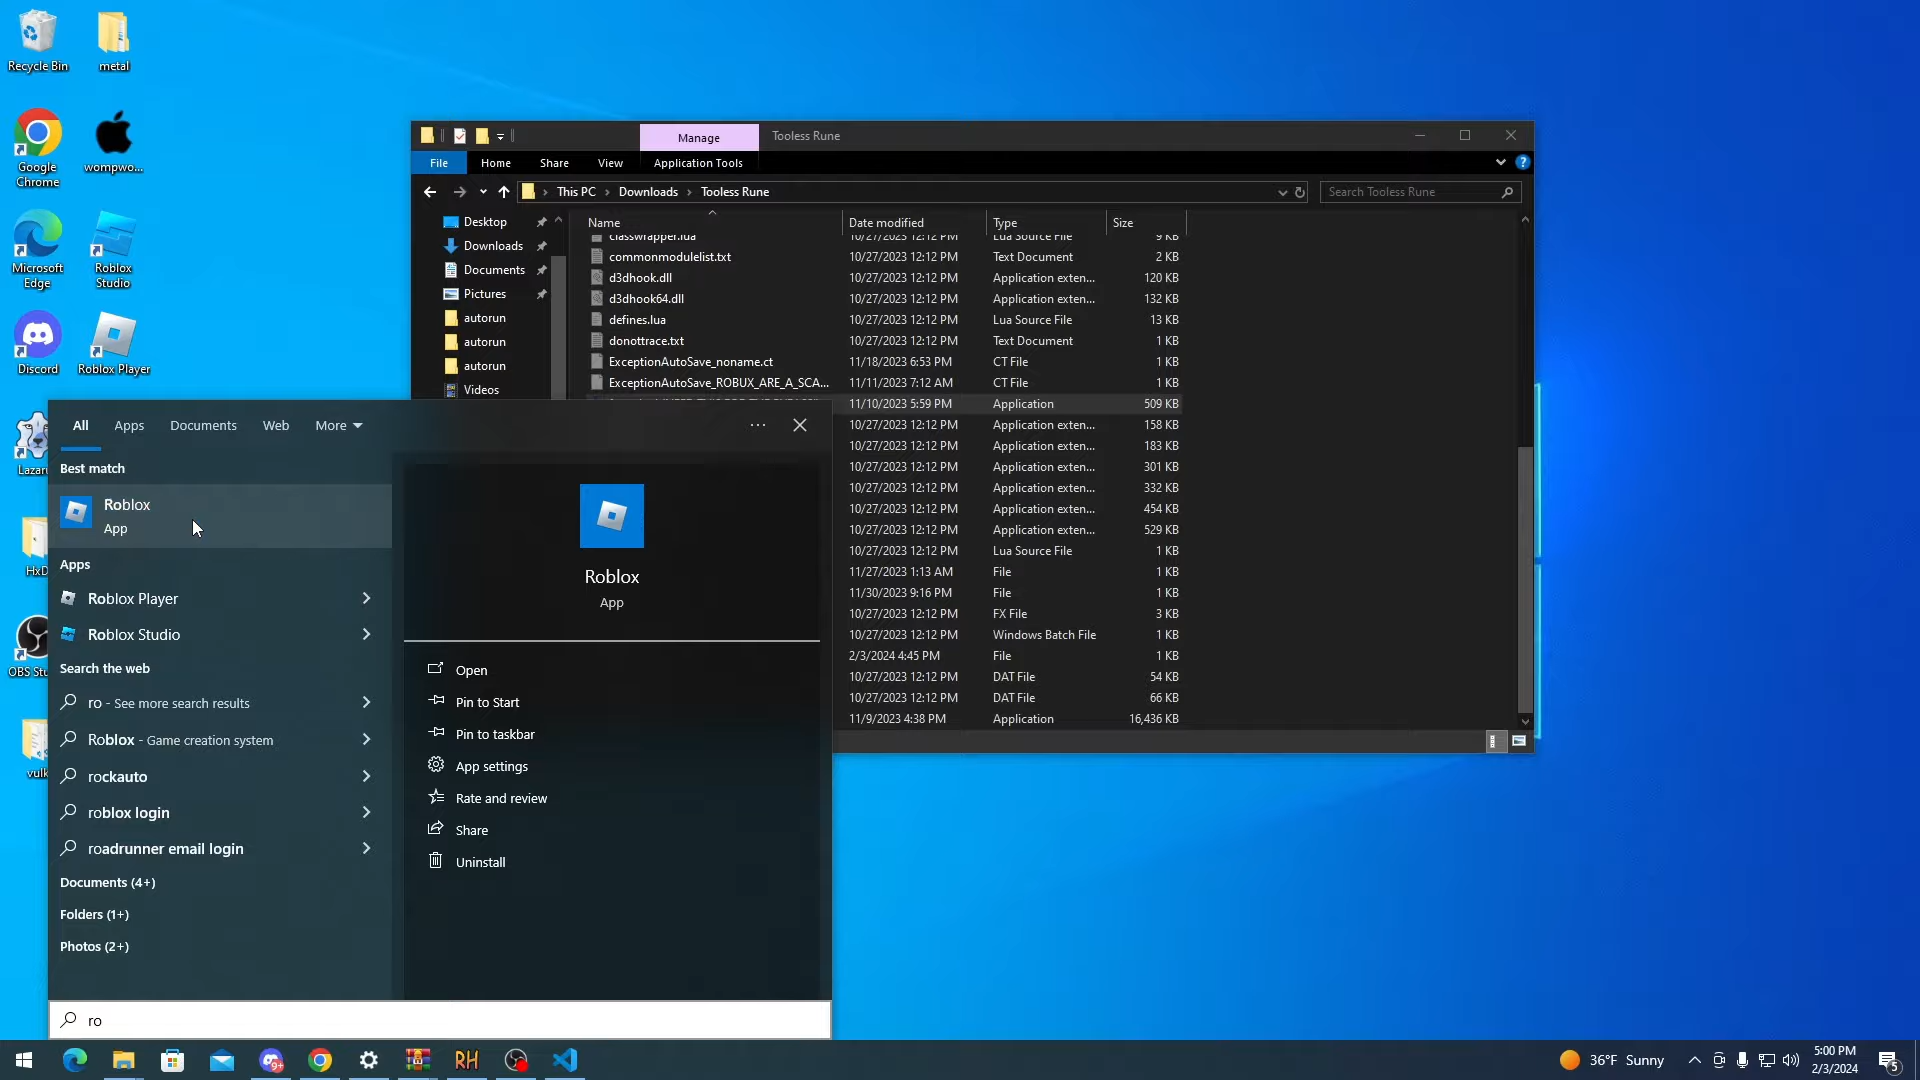 Recycle Bin
metal
Google
Chrome
wompwo...
Microsoft
Edge
Roblox
Studio
Discord
Roblox Player
Lazaru
HxD
OBS Stu
vulk
Manage
Tooless Rune
File
Home
Share
View
Application Tools
This PC
Downloads
Tooless Rune
Search Tooless Rune
Desktop
Downloads
Documents
Pictures
autorun
autorun
autorun
Videos
Name Date modified Type Size
classwrapper.lua 10/27/2023 12:12 PM Lua Source File 9 KB
commonmodulelist.txt 10/27/2023 12:12 PM Text Document 2 KB
d3dhook.dll 10/27/2023 12:12 PM Application exten... 120 KB
d3dhook64.dll 10/27/2023 12:12 PM Application exten... 132 KB
defines.lua 10/27/2023 12:12 PM Lua Source File 13 KB
donottrace.txt 10/27/2023 12:12 PM Text Document 1 KB
ExceptionAutoSave_noname.ct 11/18/2023 6:53 PM CT File 1 KB
ExceptionAutoSave_ROBUX_ARE_A_SCA... 11/11/2023 7:12 AM CT File 1 KB
11/10/2023 5:59 PM Application 509 KB
10/27/2023 12:12 PM Application exten... 158 KB
10/27/2023 12:12 PM Application exten... 183 KB
10/27/2023 12:12 PM Application exten... 301 KB
10/27/2023 12:12 PM Application exten... 332 KB
10/27/2023 12:12 PM Application exten... 454 KB
10/27/2023 12:12 PM Application exten... 529 KB
10/27/2023 12:12 PM Lua Source File 1 KB
11/27/2023 1:13 AM File 1 KB
11/30/2023 9:16 PM File 1 KB
10/27/2023 12:12 PM FX File 3 KB
10/27/2023 12:12 PM Windows Batch File 1 KB
2/3/2024 4:45 PM File 1 KB
10/27/2023 12:12 PM DAT File 54 KB
10/27/2023 12:12 PM DAT File 66 KB
11/9/2023 4:38 PM Application 16,436 KB
All Apps Documents Web More
Best match
Roblox
App
Apps
Roblox Player
Roblox Studio
Search the web
ro - See more search results
Roblox - Game creation system
rockauto
roblox login
roadrunner email login
Documents (4+)
Folders (1+)
Photos (2+)
Roblox
App
Open
Pin to Start
Pin to taskbar
App settings
Rate and review
Share
Uninstall
ro
9+
RH
36°F Sunny
5:00 PM
2/3/2024
5